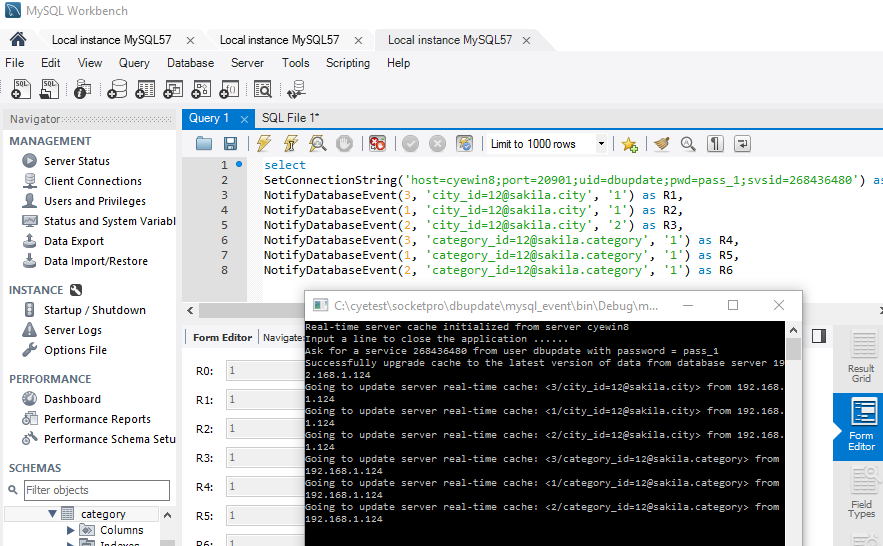 MySQL Workbench
Local instance MySQL57 × Local instance MySQL57 × Local instance MySQL57 ×
File Edit View Query Database Server Tools Scripting Help
Navigator
MANAGEMENT
Server Status
Client Connections
Users and Privileges
Status and System Variabl
Data Export
Data Import/Restore
INSTANCE
Startup / Shutdown
Server Logs
Options File
PERFORMANCE
Dashboard
Performance Reports
Performance Schema Setu
SCHEMAS
Filter objects
category
Columns
Indexes
Query 1 × SQL File 1*
Limit to 1000 rows
1 select
2 SetConnectionString('host=cyewin8;port=20901;uid=dbupdate;pwd=pass_1;svsid=268436480') as
3 NotifyDatabaseEvent(3, 'city_id=12@sakila.city', '1') as R1,
4 NotifyDatabaseEvent(1, 'city_id=12@sakila.city', '1') as R2,
5 NotifyDatabaseEvent(2, 'city_id=12@sakila.city', '2') as R3,
6 NotifyDatabaseEvent(3, 'category_id=12@sakila.category', '1') as R4,
7 NotifyDatabaseEvent(1, 'category_id=12@sakila.category', '1') as R5,
8 NotifyDatabaseEvent(2, 'category_id=12@sakila.category', '1') as R6
Form Editor Navigate
R0: 1
R1: 1
R2: 1
R3: 1
R4: 1
R5: 1
R6: 1
C:\cyetest\socketpro\dbupdate\mysql_event\bin\Debug\m...
Real-time server cache initialized from server cyewin8
Input a line to close the application ......
Ask for a service 268436480 from user dbupdate with password = pass_1
Successfully upgrade cache to the latest version of data from database server 19
2.168.1.124
Going to update server real-time cache: <3/city_id=12@sakila.city> from 192.168.
1.124
Going to update server real-time cache: <1/city_id=12@sakila.city> from 192.168.
1.124
Going to update server real-time cache: <2/city_id=12@sakila.city> from 192.168.
1.124
Going to update server real-time cache: <3/category_id=12@sakila.category> from
192.168.1.124
Going to update server real-time cache: <1/category_id=12@sakila.category> from
192.168.1.124
Going to update server real-time cache: <2/category_id=12@sakila.category> from
192.168.1.124
Result
Grid
Form
Editor
Field
Types